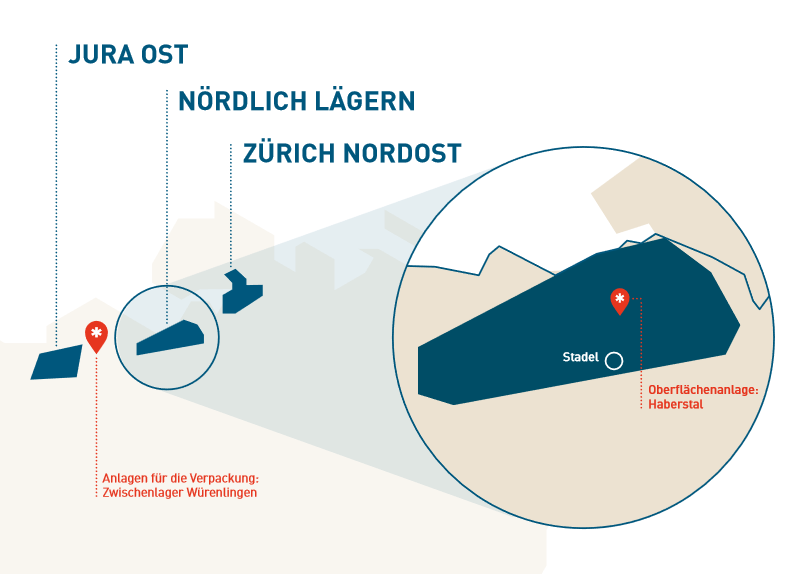 JURA OST
NÖRDLICH LÄGERN
ZÜRICH NORDOST
Stadel
Oberflächenanlage:
Haberstal
Anlagen für die Verpackung:
Zwischenlager Würenlingen